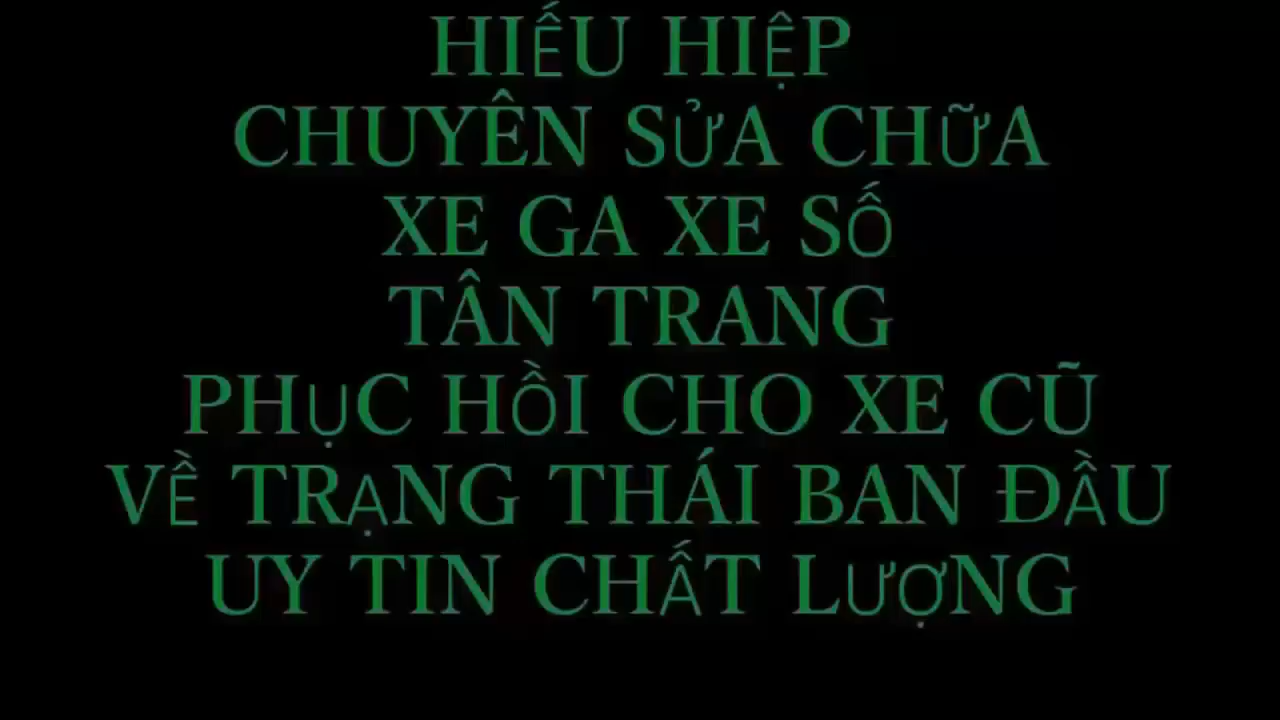 HIẾU HIỆP
CHUYÊN SỬA CHỮA
XE GA XE SỐ
TÂN TRANG
PHỤC HỒI CHO XE CŨ
VỀ TRẠNG THÁI BAN ĐẦU
UY TIN CHẤT LƯỢNG